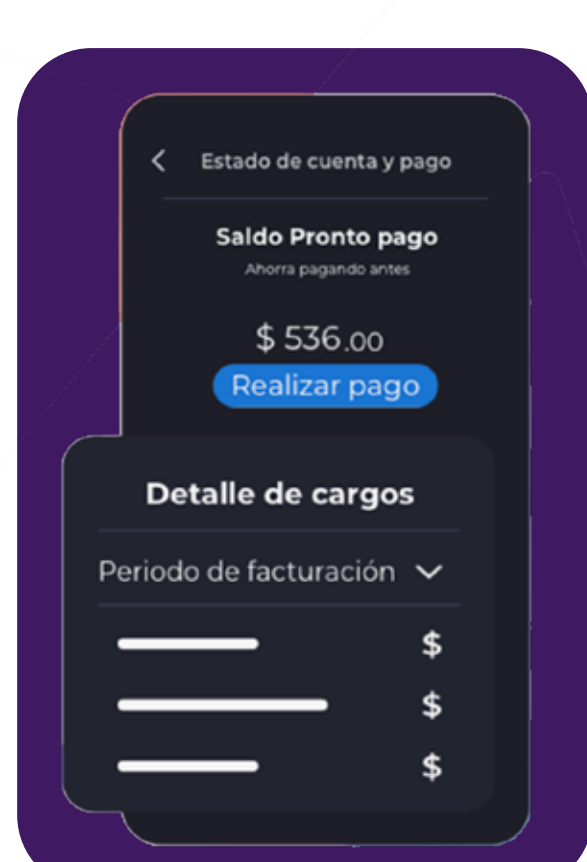 Estado de cuenta y pago
Saldo Pronto pago
Ahorra pagando antes
$ 536.00
Realizar pago
Detalle de cargos
Periodo de facturación
$
$
$